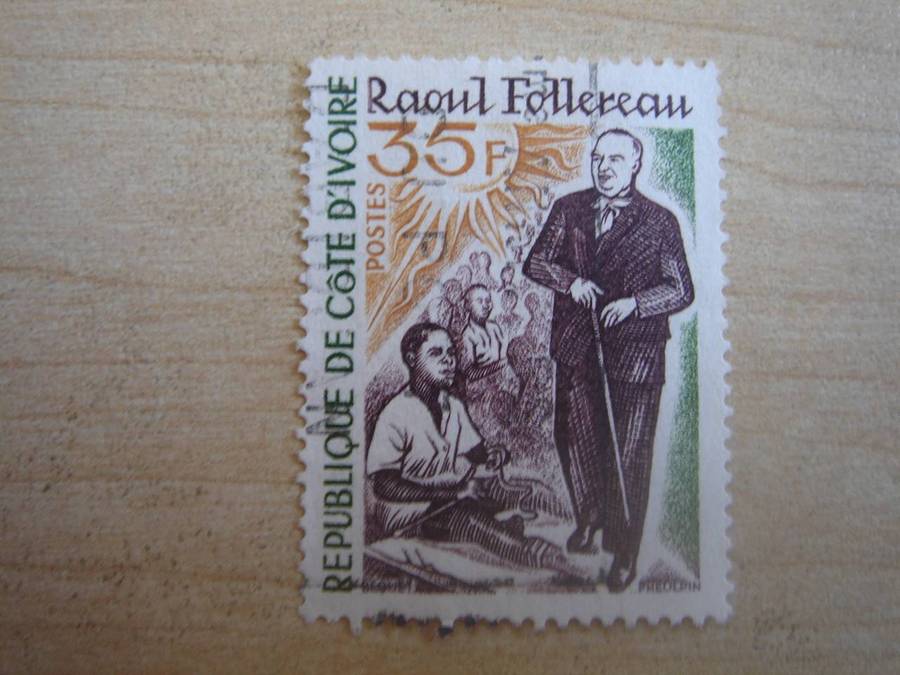 Raoul Follereau
35F
POSTES
REPUBLIQUE DE CÔTE D'IVOIRE
PHEULPIN